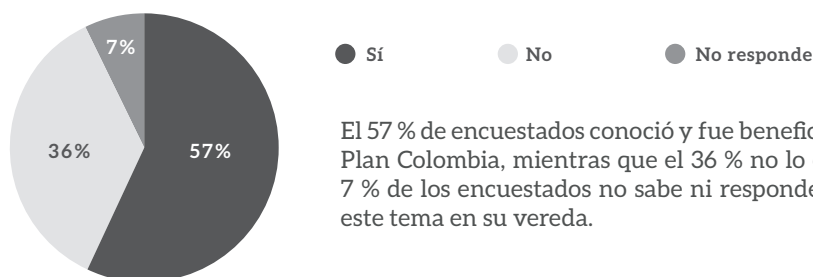 7%
36%
57%
Sí
No
No responde
El 57 % de encuestados conoció y fue
Plan Colombia, mientras que el 36 % no lo
7 % de los encuestados no sabe ni responde
este tema en su vereda.